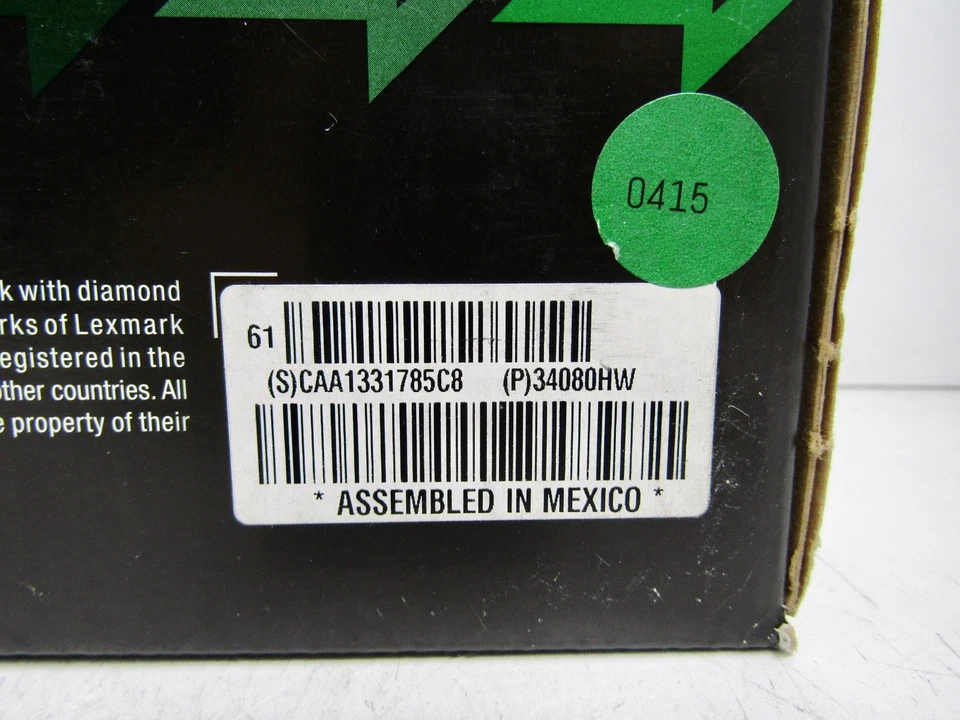 0415
k with diamond
rks of Lexmark
egistered in the
other countries. All
e property of their
61
(S)CAA1331785C8 (P)34080HW
* ASSEMBLED IN MEXICO *